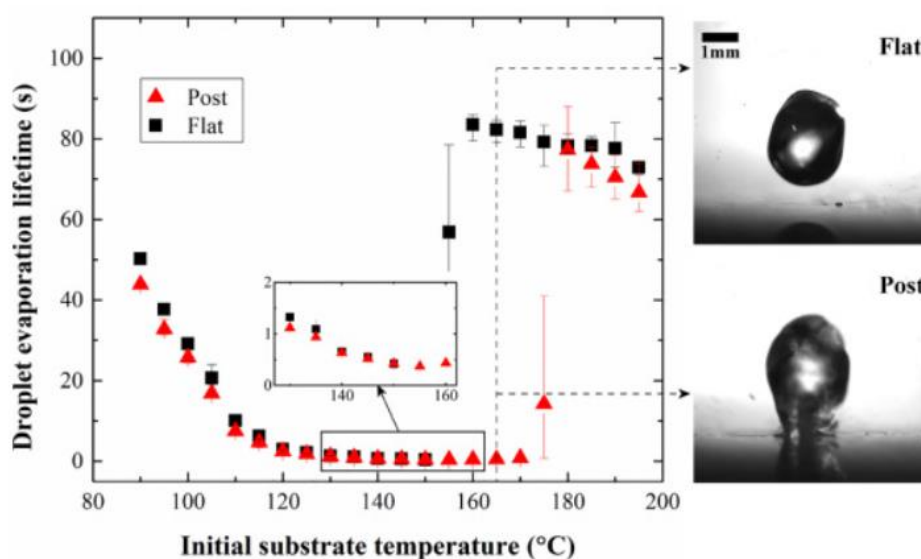 100
80
60
40
20
0
Droplet evaporation lifetime (s)
Post
Flat
2
1
0
140
160
80
100
120
140
160
180
200
Initial substrate temperature (°C)
1mm
Flat
Post